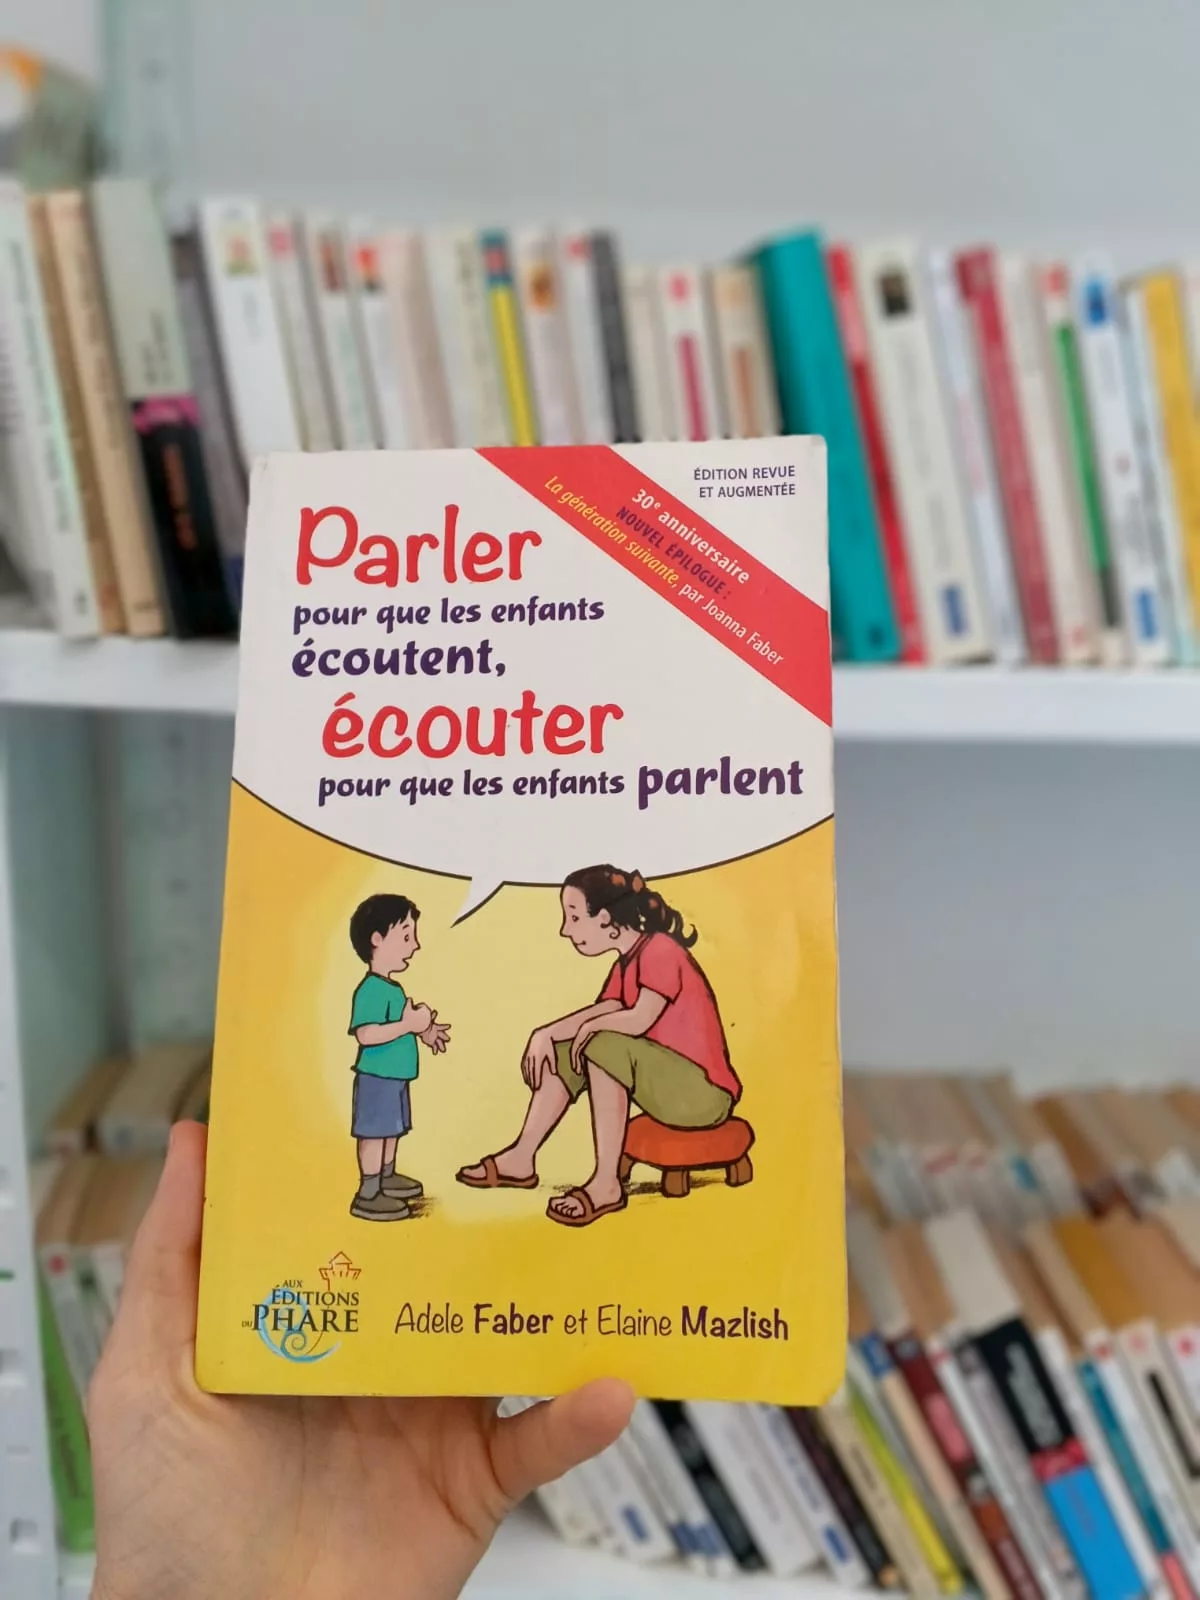 ÉDITION REVUE
ET AUGMENTÉE
30e anniversaire
NOUVEL ÉPILOGUE :
La génération suivante, par Joanna Faber
Parler
pour que les enfants
écoutent,
écouter
pour que les enfants parlent
AUX
ÉDITIONS
DU PHARE
Adele Faber et Elaine Mazlish